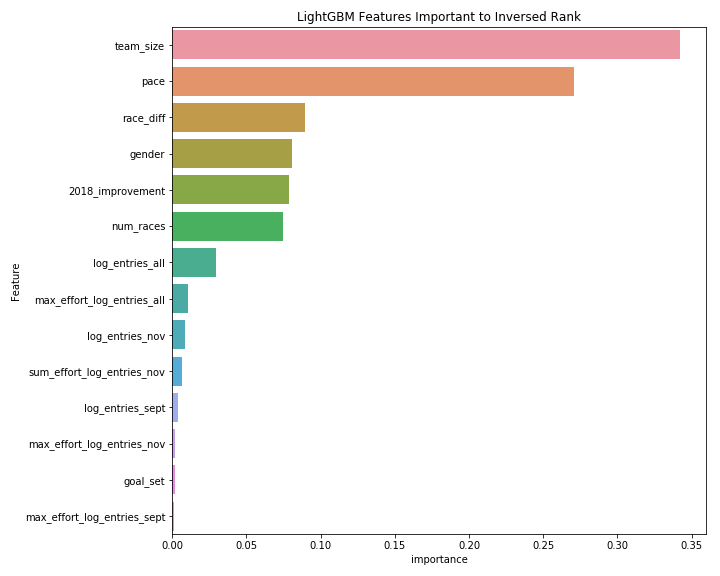 LightGBM Features Important to Inversed Rank
team_size
pace
race_diff
gender
2018_improvement
num_races
log_entries_all
max_effort_log_entries_all
log_entries_nov
sum_effort_log_entries_nov
log_entries_sept
max_effort_log_entries_nov
goal_set
max_effort_log_entries_sept
Feature
0.00 0.05 0.10 0.15 0.20 0.25 0.30 0.35
importance